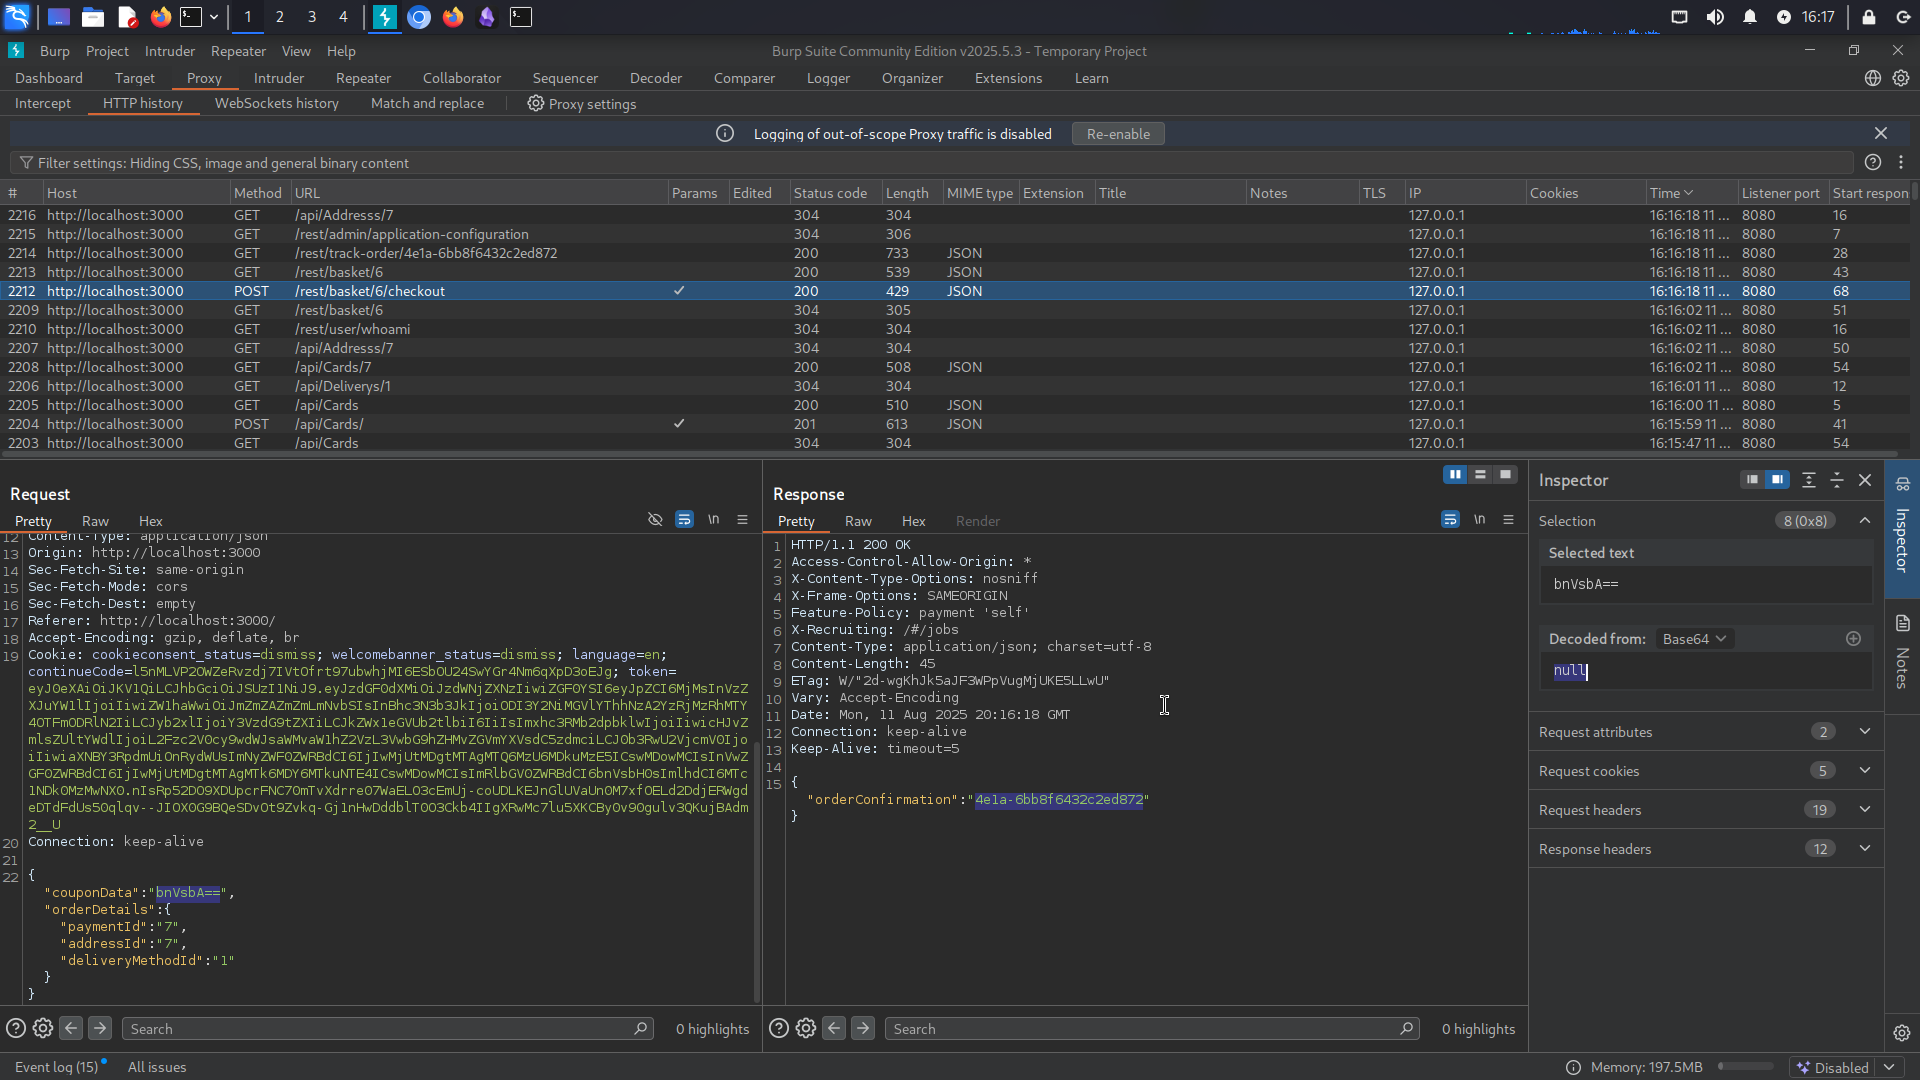 1 2 3 4 16:17
Burp Project Intruder Repeater View Help Burp Suite Community Edition v2025.5.3 - Temporary Project
Dashboard Target Proxy Intruder Repeater Collaborator Sequencer Decoder Comparer Logger Organizer Extensions Learn
Intercept HTTP history WebSockets history Match and replace Proxy settings
Logging of out-of-scope Proxy traffic is disabled Re-enable
Filter settings: Hiding CSS, image and general binary content
# Host Method URL Params Edited Status code Length MIME type Extension Title Notes TLS IP Cookies Time Listener port Start respon
2216 http://localhost:3000 GET /api/Addresss/7 304 304 127.0.0.1 16:16:18 11 ... 8080 16
2215 http://localhost:3000 GET /rest/admin/application-configuration 304 306 127.0.0.1 16:16:18 11 ... 8080 7
2214 http://localhost:3000 GET /rest/track-order/4e1a-6bb8f6432c2ed872 200 733 JSON 127.0.0.1 16:16:18 11 ... 8080 28
2213 http://localhost:3000 GET /rest/basket/6 200 539 JSON 127.0.0.1 16:16:18 11 ... 8080 43
2212 http://localhost:3000 POST /rest/basket/6/checkout ✓ 200 429 JSON 127.0.0.1 16:16:18 11 ... 8080 68
2209 http://localhost:3000 GET /rest/basket/6 304 305 127.0.0.1 16:16:02 11 ... 8080 51
2210 http://localhost:3000 GET /rest/user/whoami 304 304 127.0.0.1 16:16:02 11 ... 8080 16
2207 http://localhost:3000 GET /api/Addresss/7 304 304 127.0.0.1 16:16:02 11 ... 8080 50
2208 http://localhost:3000 GET /api/Cards/7 200 508 JSON 127.0.0.1 16:16:02 11 ... 8080 54
2206 http://localhost:3000 GET /api/Deliverys/1 304 304 127.0.0.1 16:16:01 11 ... 8080 12
2205 http://localhost:3000 GET /api/Cards 200 510 JSON 127.0.0.1 16:16:00 11 ... 8080 5
2204 http://localhost:3000 POST /api/Cards/ ✓ 201 613 JSON 127.0.0.1 16:15:59 11 ... 8080 41
2203 http://localhost:3000 GET /api/Cards 304 304 127.0.0.1 16:15:47 11 ... 8080 54
Request
Pretty Raw Hex \n
12 Content-Type: application/json
13 Origin: http://localhost:3000
14 Sec-Fetch-Site: same-origin
15 Sec-Fetch-Mode: cors
16 Sec-Fetch-Dest: empty
17 Referer: http://localhost:3000/
18 Accept-Encoding: gzip, deflate, br
19 Cookie: cookieconsent_status=dismiss; welcomebanner_status=dismiss; language=en;
20 Connection: keep-alive
21
22 {
"couponData":"bnVsbA==",
"orderDetails":{
"paymentId":"7",
"addressId":"7",
"deliveryMethodId":"1"
}
}
Search 0 highlights
Response
Pretty Raw Hex Render \n
1 HTTP/1.1 200 OK
2 Access-Control-Allow-Origin: *
3 X-Content-Type-Options: nosniff
4 X-Frame-Options: SAMEORIGIN
5 Feature-Policy: payment 'self'
6 X-Recruiting: /#/jobs
7 Content-Type: application/json; charset=utf-8
8 Content-Length: 45
9 ETag: W/"2d-wgKhJk5aJF3WPpVugMjUKE5LLwU"
10 Vary: Accept-Encoding
11 Date: Mon, 11 Aug 2025 20:16:18 GMT
12 Connection: keep-alive
13 Keep-Alive: timeout=5
14
15 {
"orderConfirmation":"4e1a-6bb8f6432c2ed872"
}
Search 0 highlights
Inspector
Selection 8 (0x8)
Selected text
bnVsbA==
Decoded from: Base64
null
Request attributes 2
Request cookies 5
Request headers 19
Response headers 12
Inspector
Notes
Event log (15) All issues Memory: 197.5MB Disabled